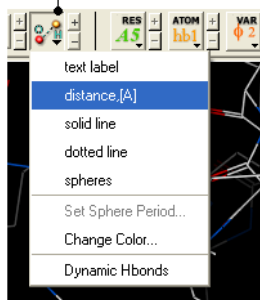 RES ATOM VAR
A5 hb1 φ 2
text label
distance,[A]
solid line
dotted line
spheres
Set Sphere Period...
Change Color...
Dynamic Hbonds